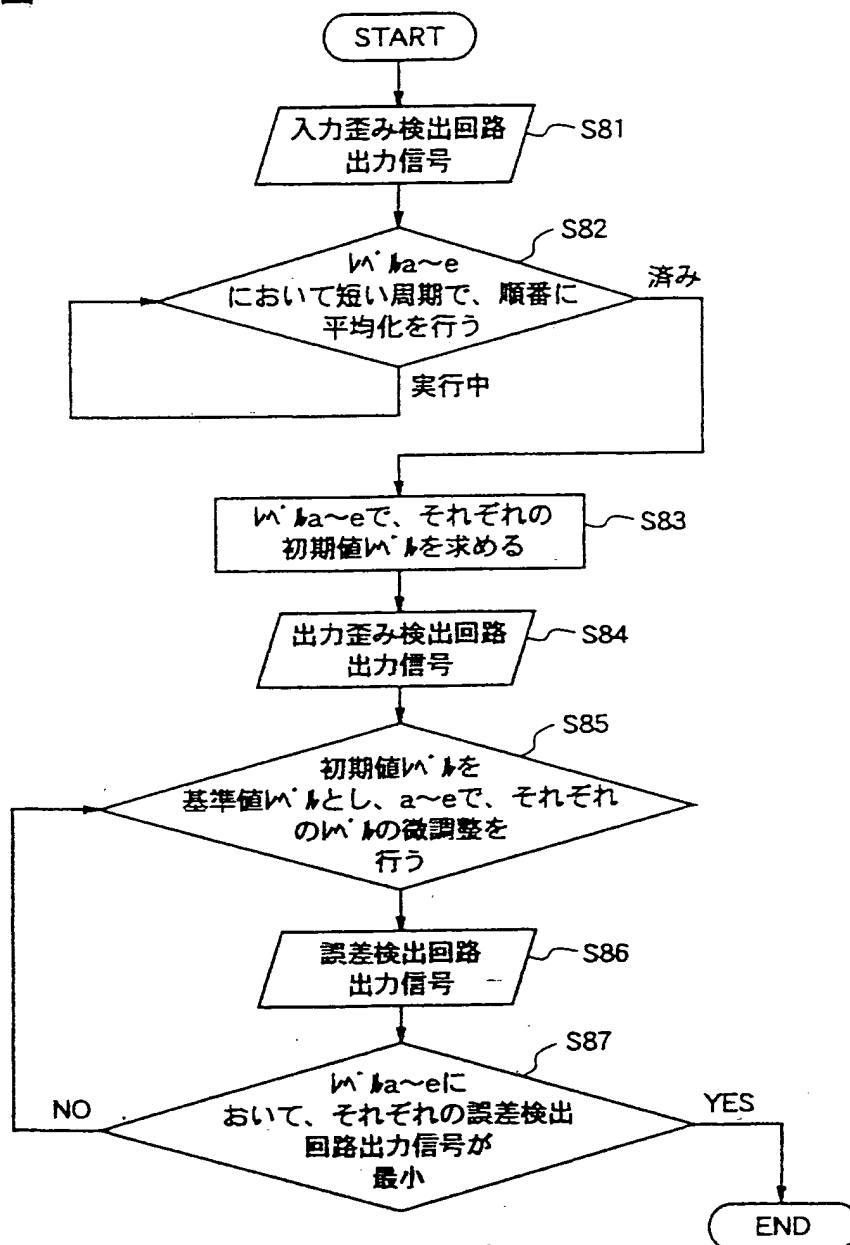 START
入力歪み検出回路
出力信号
S81
S82
レベルa～e
において短い周期で、順番に
平均化を行う
済み
実行中
レベルa～eで、それぞれの
初期値レベルを求める
S83
出力歪み検出回路
出力信号
S84
S85
初期値レベルを
基準値レベルとし、a～eで、それぞれ
のレベルの微調整を
行う
誤差検出回路
出力信号
S86
S87
レベルa～eに
おいて、それぞれの誤差検出
回路出力信号が
最小
NO
YES
END